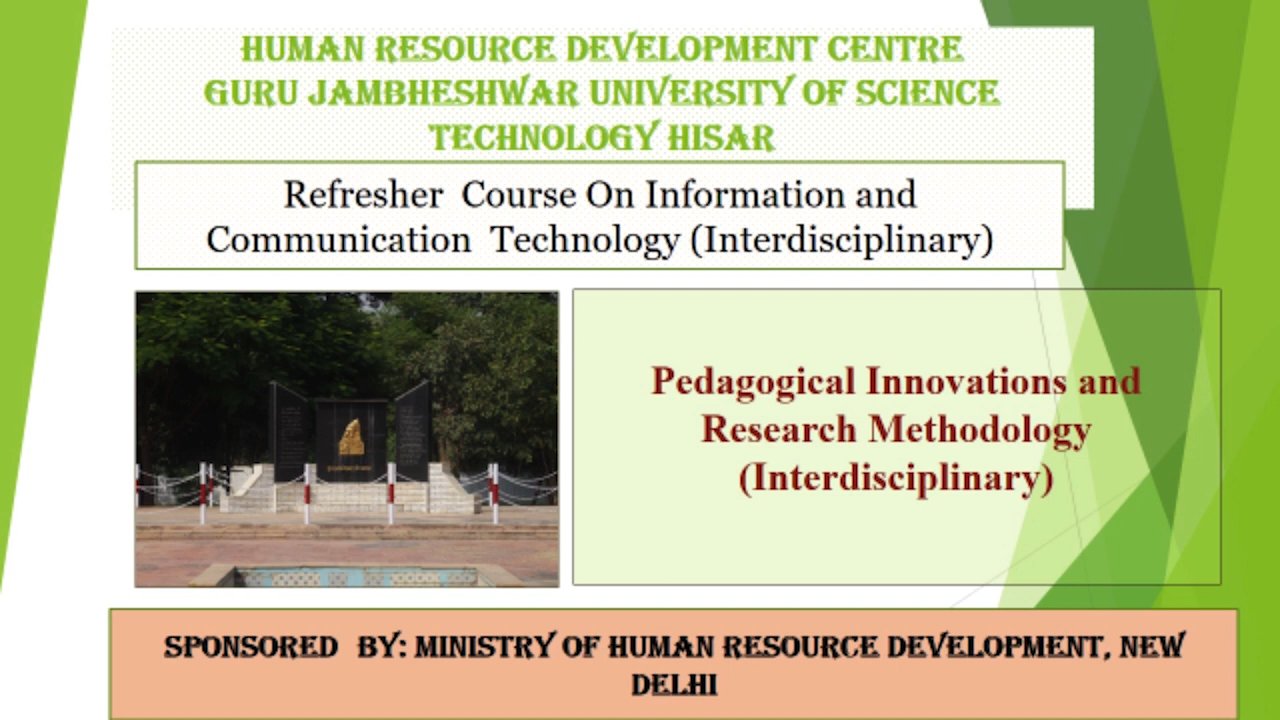 HUMAN RESOURCE DEVELOPMENT CENTRE
GURU JAMBHESHWAR UNIVERSITY OF SCIENCE
TECHNOLOGY HISAR
Refresher Course On Information and
Communication Technology (Interdisciplinary)
Pedagogical Innovations and
Research Methodology
(Interdisciplinary)
SPONSORED BY: MINISTRY OF HUMAN RESOURCE DEVELOPMENT, NEW
DELHI